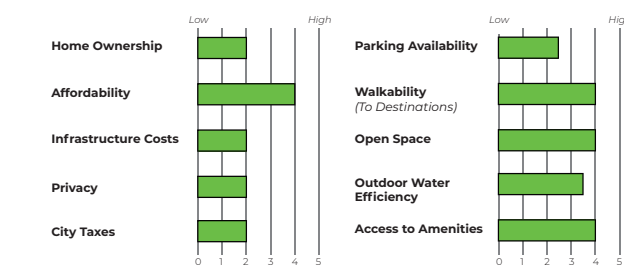 Low High
Home Ownership
Affordability
Infrastructure Costs
Privacy
City Taxes
0 1 2 3 4 5
Low Hig
Parking Availability
Walkability
(To Destinations)
Open Space
Outdoor Water
Efficiency
Access to Amenities
0 1 2 3 4 5